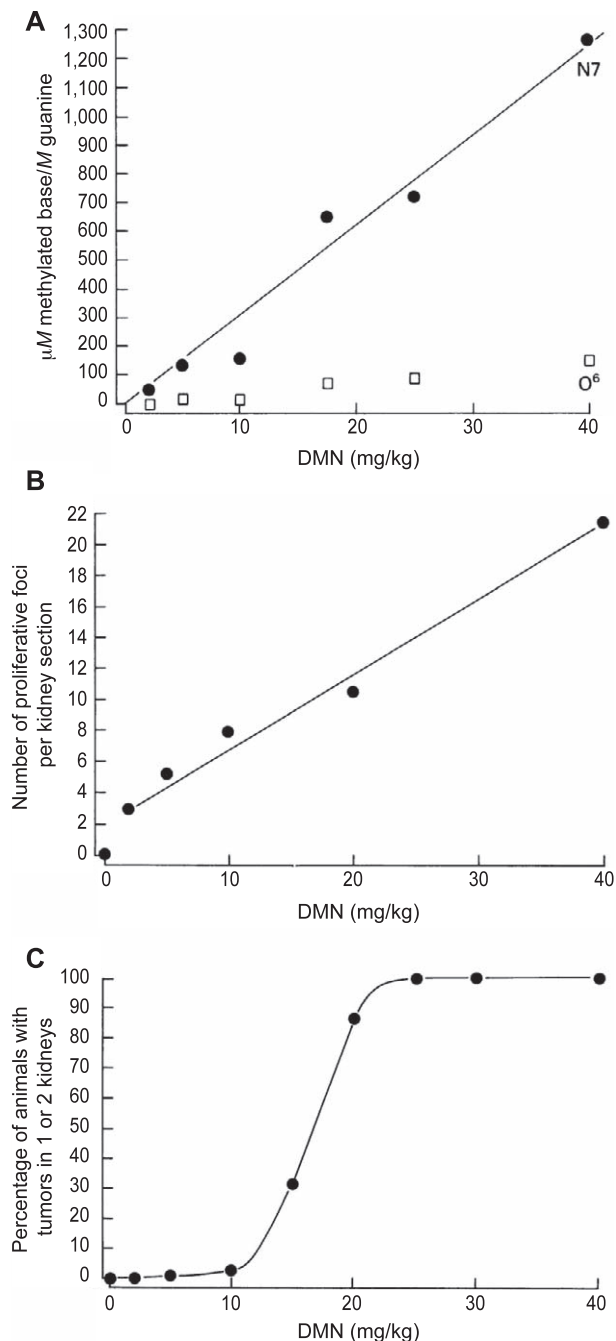 A
1,300
1,200
1,100
1,000
900
800
700
600
500
400
300
200
100
0
μM methylated base/M guanine
N7
O⁶
0 10 20 30 40
DMN (mg/kg)
B
22
20
18
16
14
12
10
8
6
4
2
0
Number of proliferative foci
per kidney section
0 10 20 30 40
DMN (mg/kg)
C
100
90
80
70
60
50
40
30
20
10
0
Percentage of animals with
tumors in 1 or 2 kidneys
0 10 20 30 40
DMN (mg/kg)